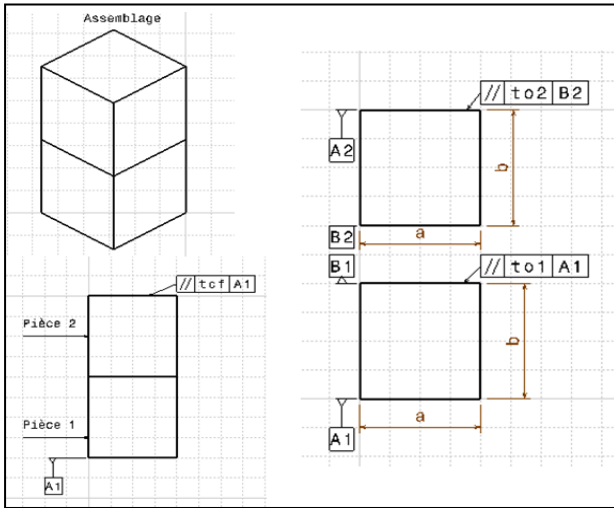 Assemblage
// tcf A1
Pièce 2
Pièce 1
A1
// to2 B2
A2
b
B2
a
B1
// to1 A1
b
a
A1